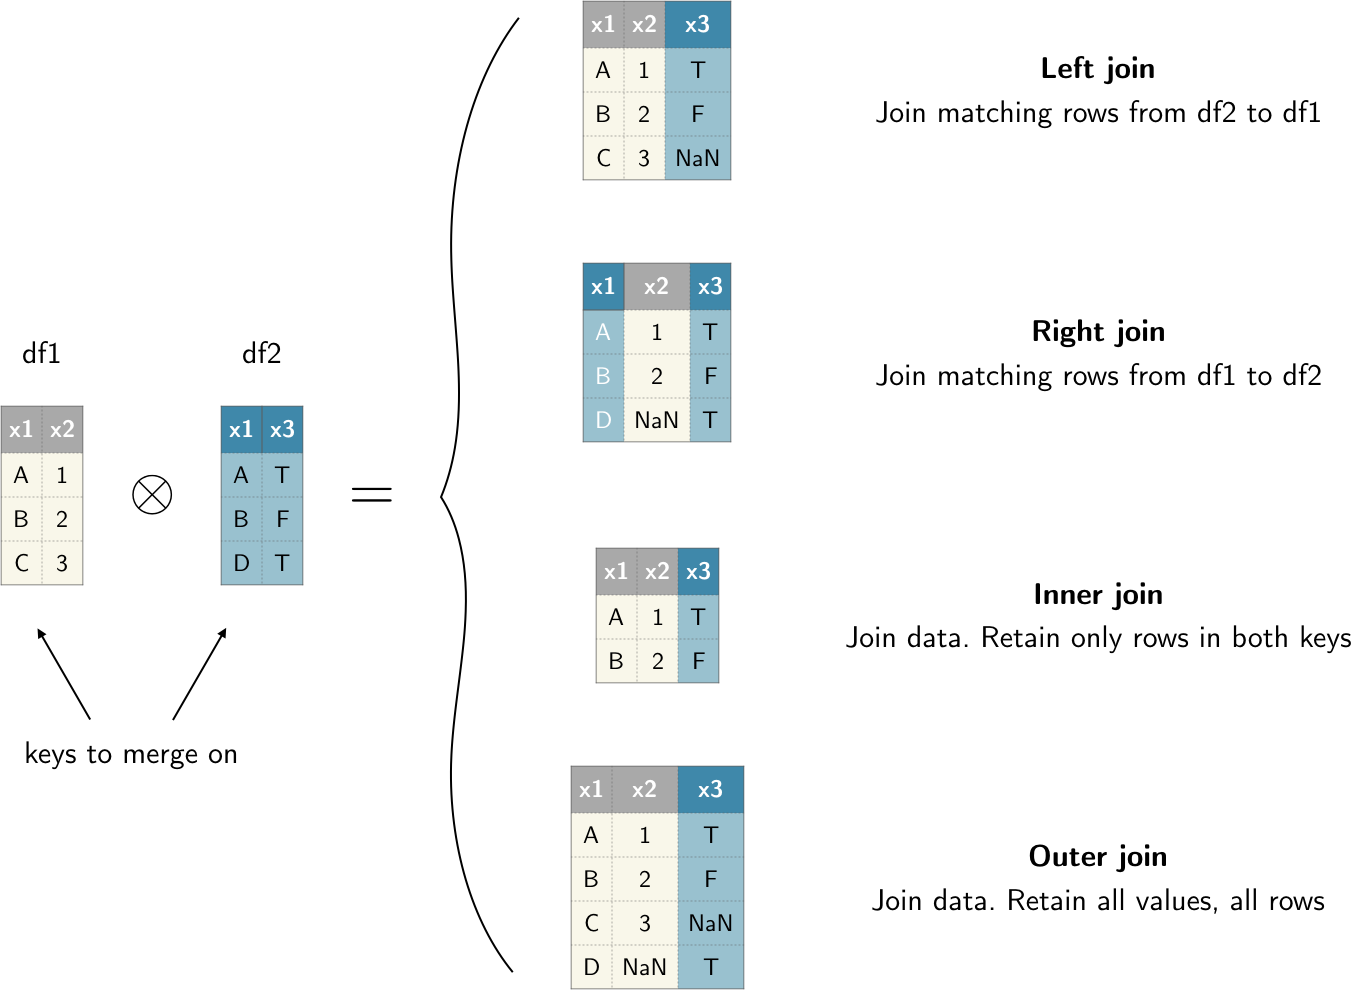 df1
x1 x2
A 1
B 2
C 3
df2
x1 x3
A T
B F
D T
=
keys to merge on
x1 x2 x3
A 1 T
B 2 F
C 3 NaN
Left join
Join matching rows from df2 to df1
x1 x2 x3
A 1 T
B 2 F
D NaN T
Right join
Join matching rows from df1 to df2
x1 x2 x3
A 1 T
B 2 F
Inner join
Join data. Retain only rows in both keys
x1 x2 x3
A 1 T
B 2 F
C 3 NaN
D NaN T
Outer join
Join data. Retain all values, all rows